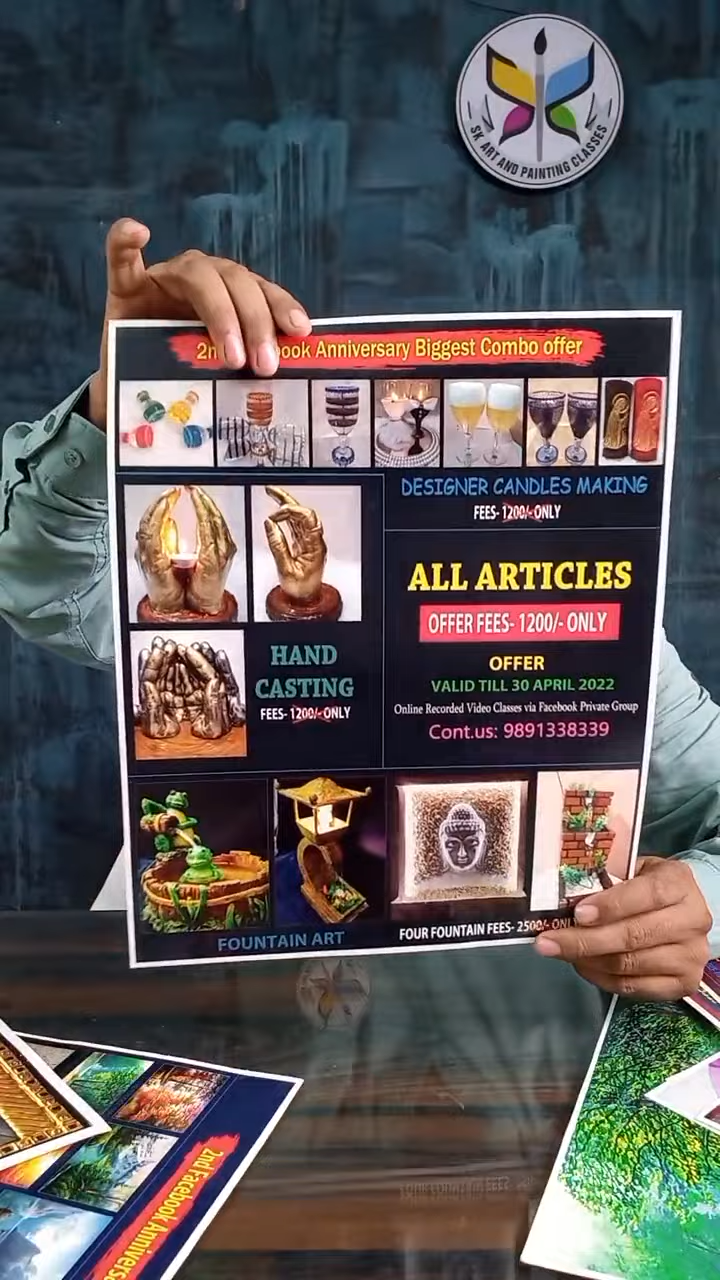 SK ART AND PAINTING CLASSES
2n ook Anniversary Biggest Combo offer
DESIGNER CANDLES MAKING
FEES- 1200/- ONLY
ALL ARTICLES
OFFER FEES- 1200/- ONLY
HAND
CASTING
FEES- 1200/- ONLY
OFFER
VALID TILL 30 APRIL 2022
Online Recorded Video Classes via Facebook Private Group
Cont.us: 9891338339
FOUNTAIN ART
FOUR FOUNTAIN FEES- 2500/- ONLY
2nd Facebook Annivers